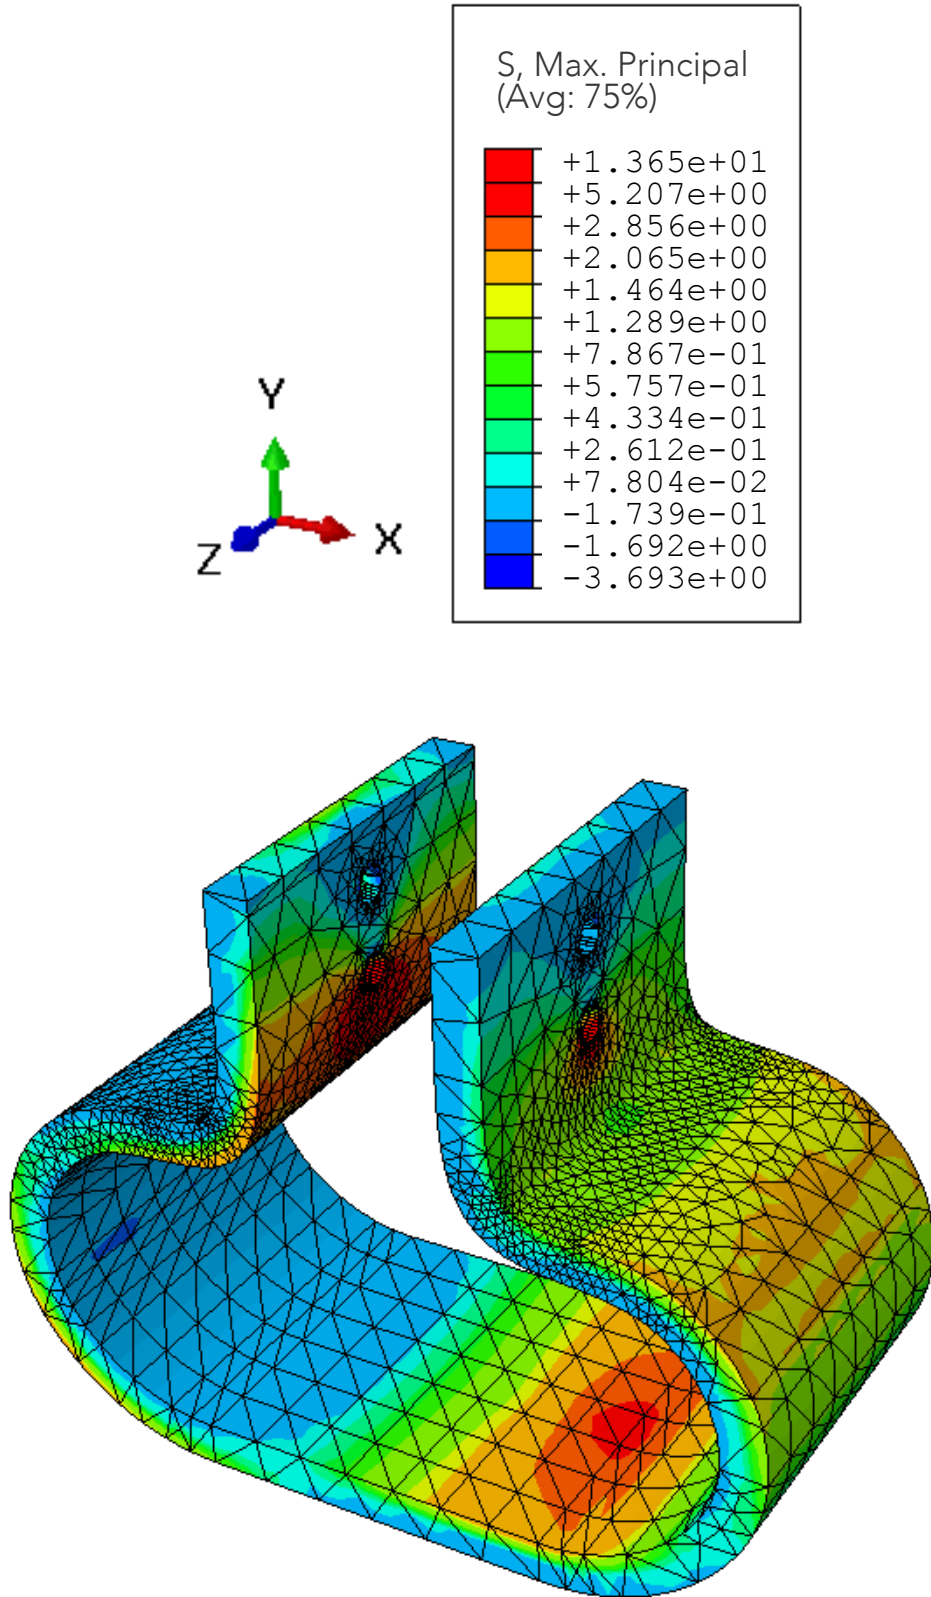 S, Max. Principal
(Avg: 75%)
+1.365e+01
+5.207e+00
+2.856e+00
+2.065e+00
+1.464e+00
+1.289e+00
+7.867e-01
+5.757e-01
+4.334e-01
+2.612e-01
+7.804e-02
-1.739e-01
-1.692e+00
-3.693e+00
Y
Z
X